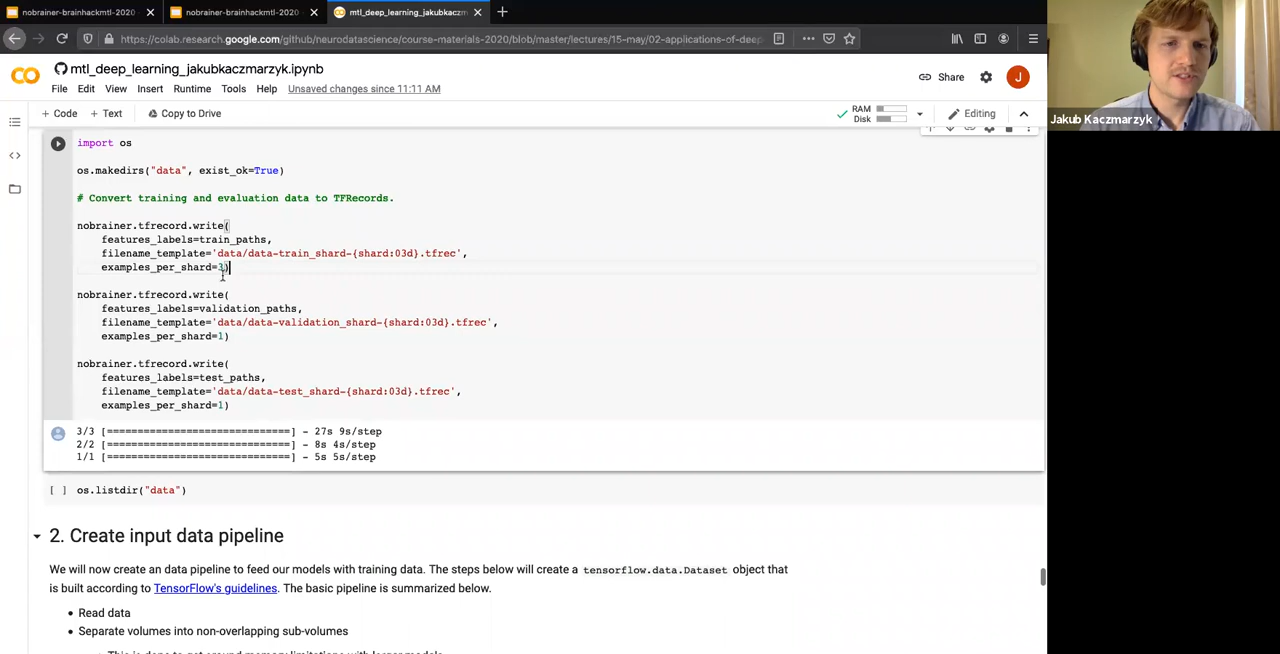 nobrainer-brainhackmtl-2020
nobrainer-brainhackmtl-2020
mtl_deep_learning_jakubkaczm
https://colab.research.google.com/github/neurodatascience/course-materials-2020/blob/master/lectures/15-may/02-applications-of-deep-
mtl_deep_learning_jakubkaczmarzyk.ipynb
File Edit View Insert Runtime Tools Help Unsaved changes since 11:11 AM
Share
J
+ Code + Text Copy to Drive
RAM
Disk
Editing
Jakub Kaczmarzyk
import os
os.makedirs("data", exist_ok=True)
# Convert training and evaluation data to TFRecords.
nobrainer.tfrecord.write(
features_labels=train_paths,
filename_template='data/data-train_shard-{shard:03d}.tfrec',
examples_per_shard=3)
nobrainer.tfrecord.write(
features_labels=validation_paths,
filename_template='data/data-validation_shard-{shard:03d}.tfrec',
examples_per_shard=1)
nobrainer.tfrecord.write(
features_labels=test_paths,
filename_template='data/data-test_shard-{shard:03d}.tfrec',
examples_per_shard=1)
3/3 [==============================] - 27s 9s/step
2/2 [==============================] - 8s 4s/step
1/1 [==============================] - 5s 5s/step
[ ] os.listdir("data")
2. Create input data pipeline
We will now create an data pipeline to feed our models with training data. The steps below will create a tensorflow.data.Dataset object that
is built according to TensorFlow's guidelines. The basic pipeline is summarized below.
• Read data
• Separate volumes into non-overlapping sub-volumes